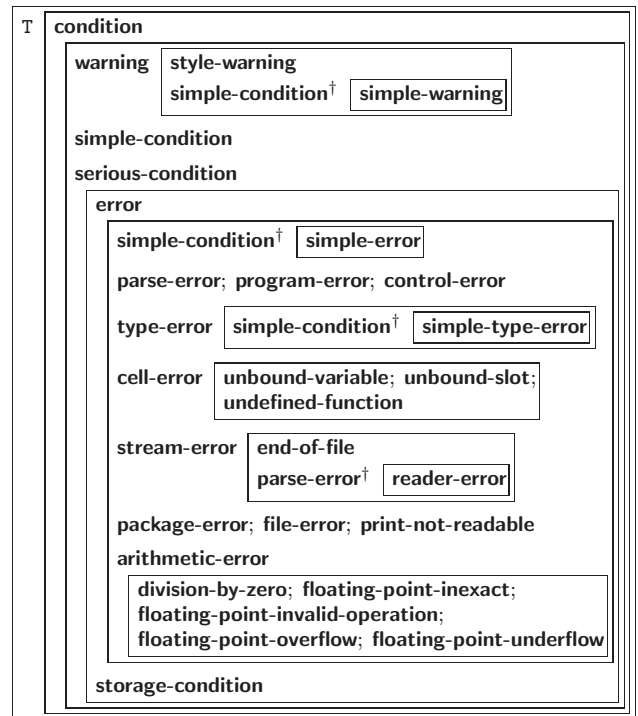 T condition
warning style-warning
simple-condition† simple-warning
simple-condition
serious-condition
error
simple-condition† simple-error
parse-error; program-error; control-error
type-error simple-condition† simple-type-error
cell-error unbound-variable; unbound-slot;
undefined-function
stream-error end-of-file
parse-error† reader-error
package-error; file-error; print-not-readable
arithmetic-error
division-by-zero; floating-point-inexact;
floating-point-invalid-operation;
floating-point-overflow; floating-point-underflow
storage-condition